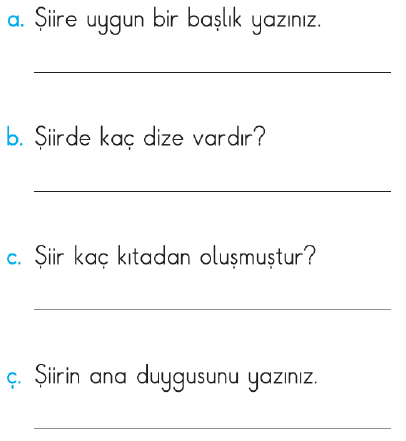 a. Şiire uygun bir başlık yazınız.
b. Şiirde kaç dize vardır?
c. Şiir kaç kıtadan oluşmuştur?
ç. Şiirin ana duygusunu yazınız.